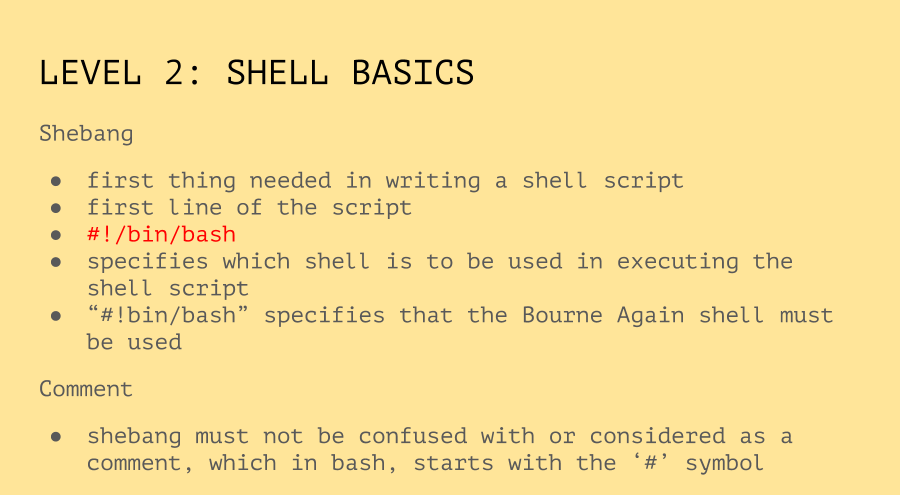 LEVEL 2: SHELL BASICS
Shebang
● first thing needed in writing a shell script
● first line of the script
● #!/bin/bash
● specifies which shell is to be used in executing the
shell script
● “#!bin/bash” specifies that the Bourne Again shell must
be used
Comment
● shebang must not be confused with or considered as a
comment, which in bash, starts with the ‘#’ symbol